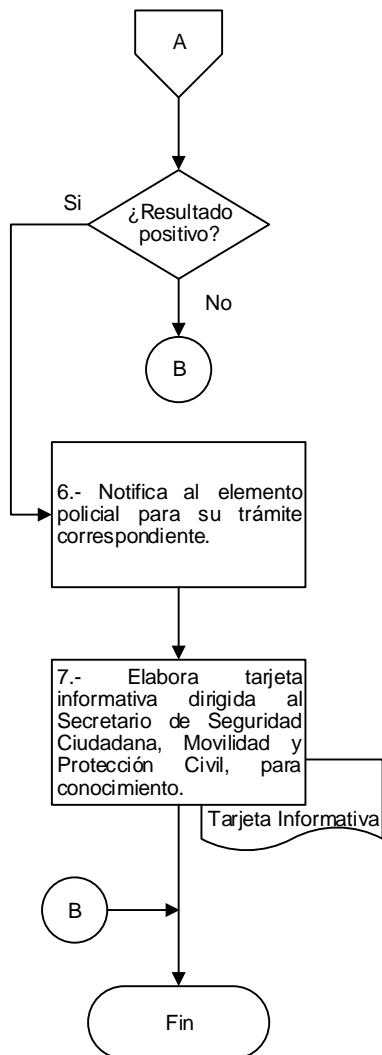 A
¿Resultado
positivo?
Si
No
B
6.- Notifica al elemento
policial para su trámite
correspondiente.
7.- Elabora tarjeta
informativa dirigida al
Secretario de Seguridad
Ciudadana, Movilidad y
Protección Civil, para
conocimiento.
Tarjeta Informativa
B
Fin